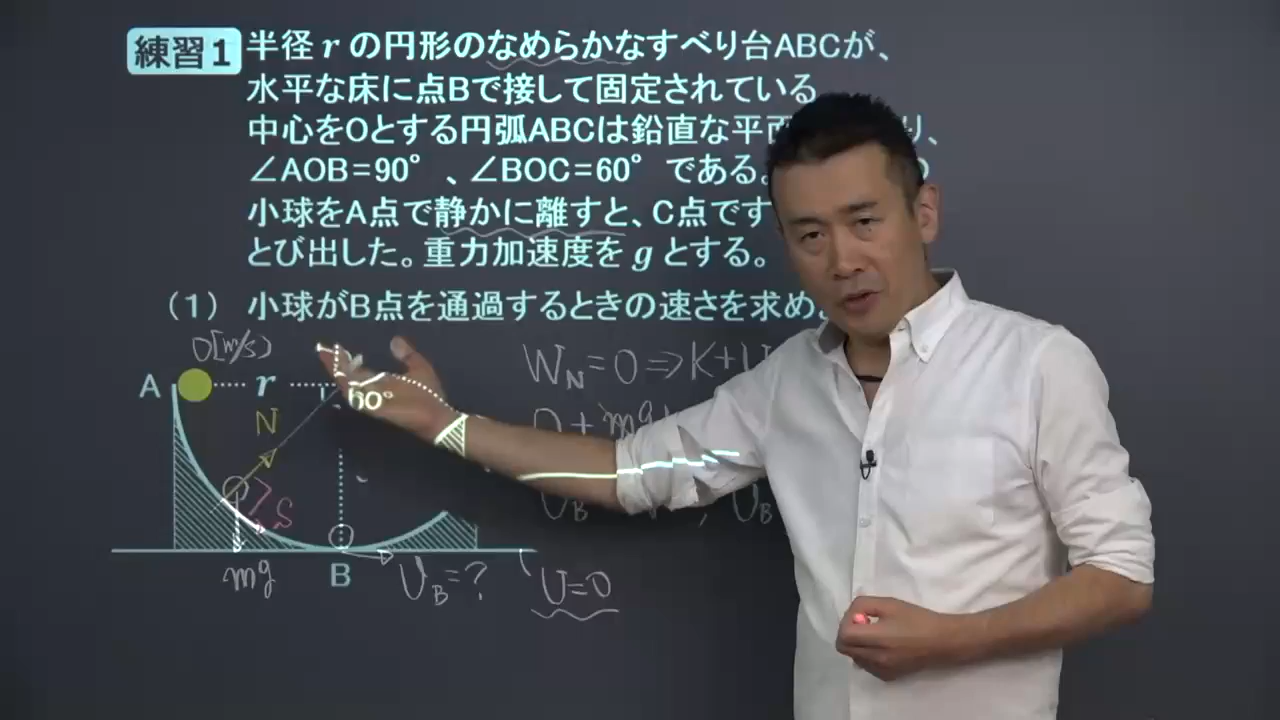 練習1 半径 r の円形のなめらかなすべり台ABCが、
水平な床に点Bで接して固定されている
中心をOとする円弧ABCは鉛直な平
∠AOB=90°、∠BOC=60°である。
小球をA点で静かに離すと、C点です
とび出した。重力加速度を g とする。
(1) 小球がB点を通過するときの速さを求め
0[m/s]
W_N=0⇒K+U
A r 60°
N
0+mg
S
U_B
, U_B
mg B U_B=? U=0